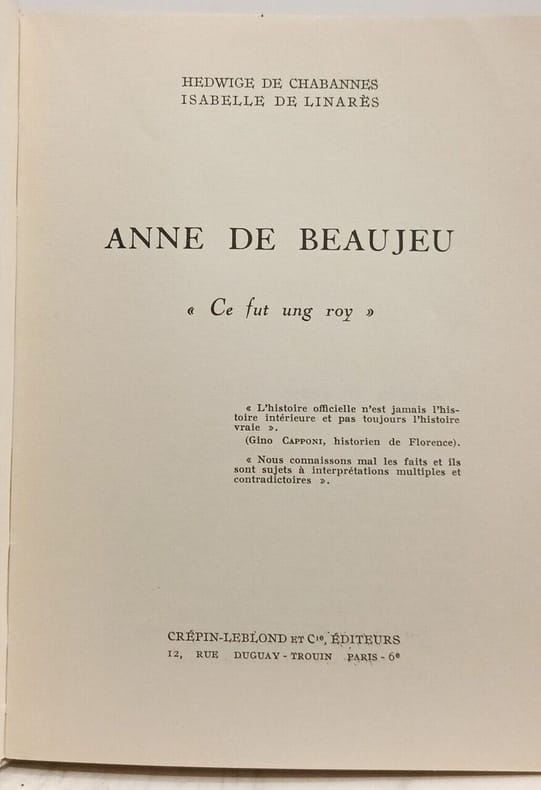 HEDWIGE DE CHABANNES
ISABELLE DE LINARÈS
ANNE DE BEAUJEU
« Ce fut ung roy »
« L'histoire officielle n'est jamais l'his-
toire intérieure et pas toujours l'histoire
vraie ».
(Gino CAPPONI, historien de Florence).
« Nous connaissons mal les faits et ils
sont sujets à interprétations multiples et
contradictoires ».
CRÉPIN-LEBLOND ET Cie, ÉDITEURS
12, RUE DUGUAY-TROUIN PARIS-6e